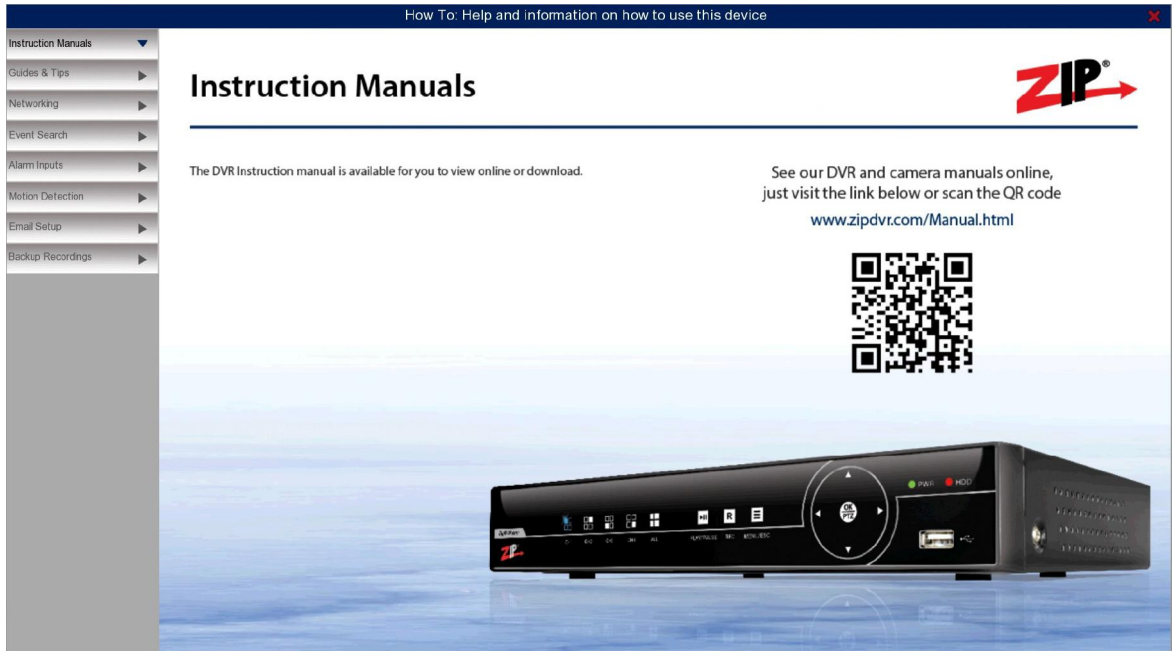 How To: Help and information on how to use this device
Instruction Manuals
Guides & Tips
Networking
Event Search
Alarm Inputs
Motion Detection
Email Setup
Backup Recordings
Instruction Manuals
ZIP®
The DVR Instruction manual is available for you to view online or download.
See our DVR and camera manuals online,
just visit the link below or scan the QR code
www.zipdvr.com/Manual.html
PWR HDD
OK
PTZ
R
ALL
REC
ZIP